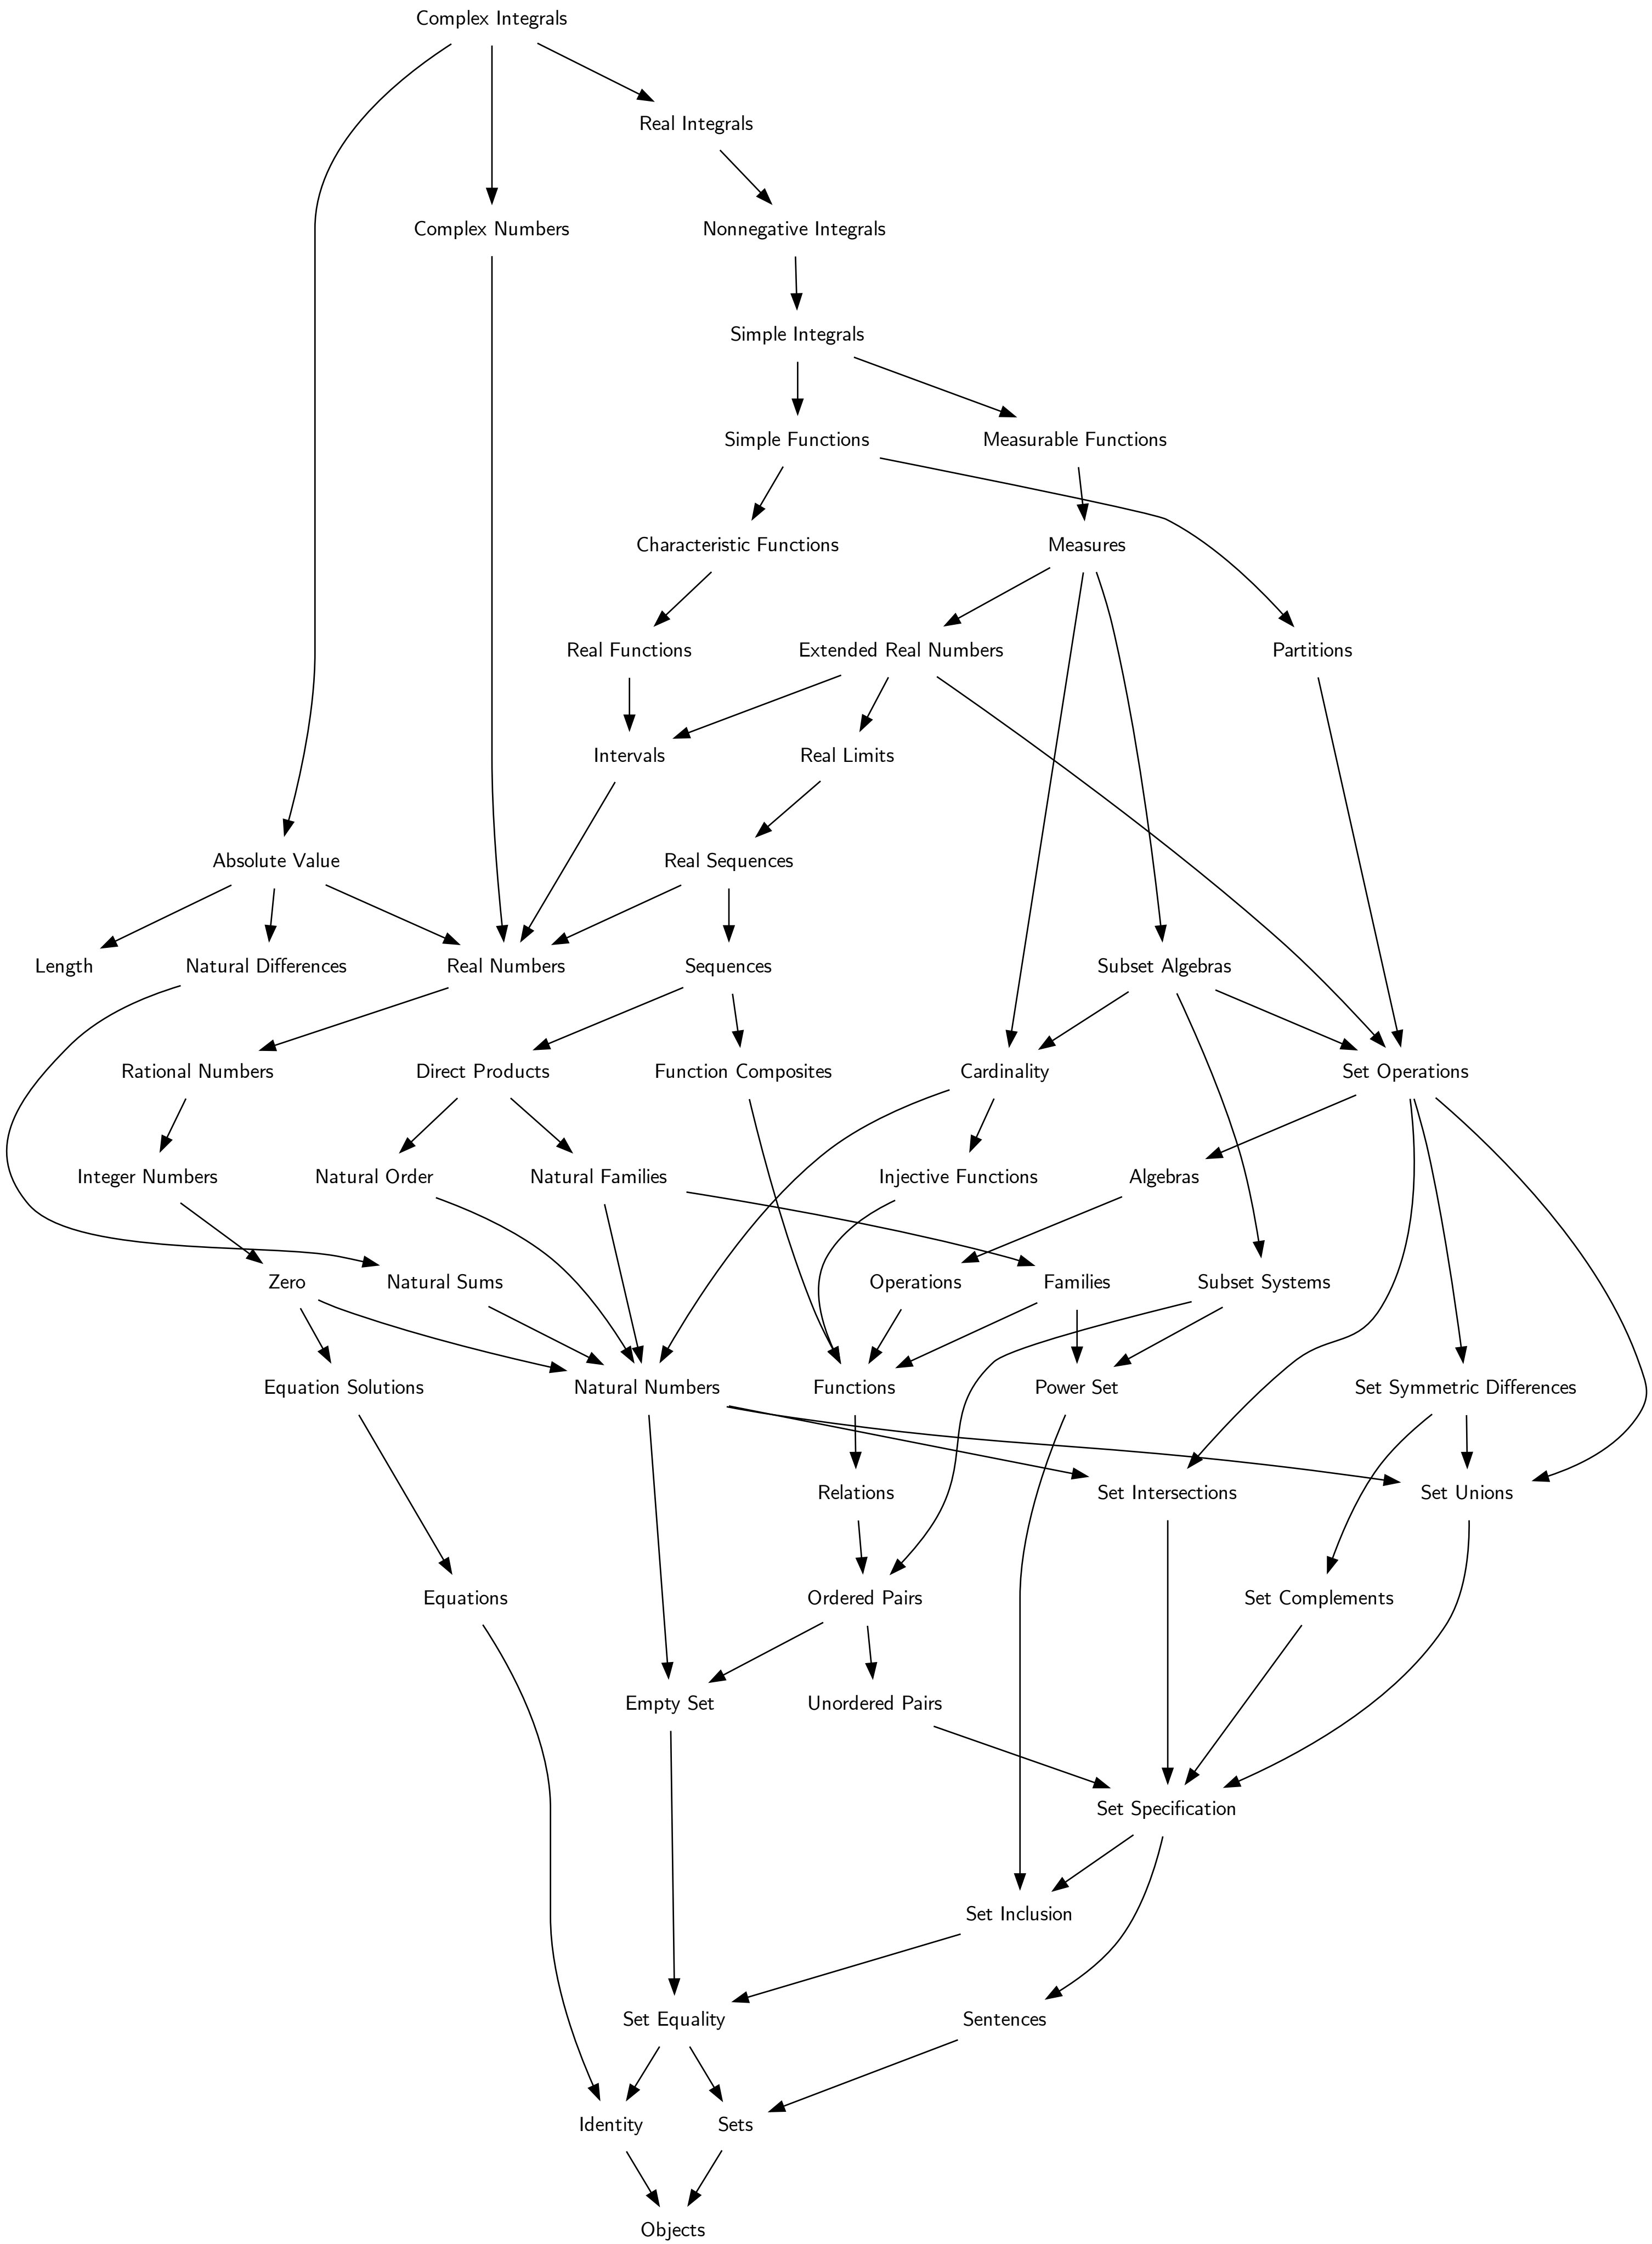 Complex Integrals
Real Integrals
Complex Numbers
Nonnegative Integrals
Simple Integrals
Simple Functions
Measurable Functions
Characteristic Functions
Measures
Real Functions
Extended Real Numbers
Partitions
Intervals
Real Limits
Absolute Value
Real Sequences
Length
Natural Differences
Real Numbers
Sequences
Subset Algebras
Rational Numbers
Direct Products
Function Composites
Cardinality
Set Operations
Integer Numbers
Natural Order
Natural Families
Injective Functions
Algebras
Zero
Natural Sums
Operations
Families
Subset Systems
Equation Solutions
Natural Numbers
Functions
Power Set
Set Symmetric Differences
Relations
Set Intersections
Set Unions
Equations
Ordered Pairs
Set Complements
Empty Set
Unordered Pairs
Set Specification
Set Inclusion
Set Equality
Sentences
Identity
Sets
Objects